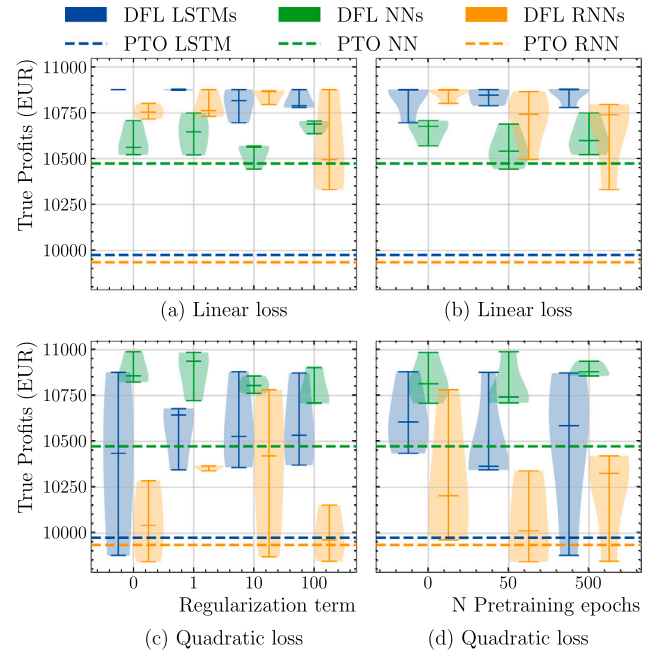 DFL LSTMs DFL NNs DFL RNNs
PTO LSTM PTO NN PTO RNN
True Profits (EUR)
11000
10750
10500
10250
10000
(a) Linear loss
(b) Linear loss
True Profits (EUR)
11000
10750
10500
10250
10000
0 1 10 100
Regularization term
0 50 500
N Pretraining epochs
(c) Quadratic loss
(d) Quadratic loss